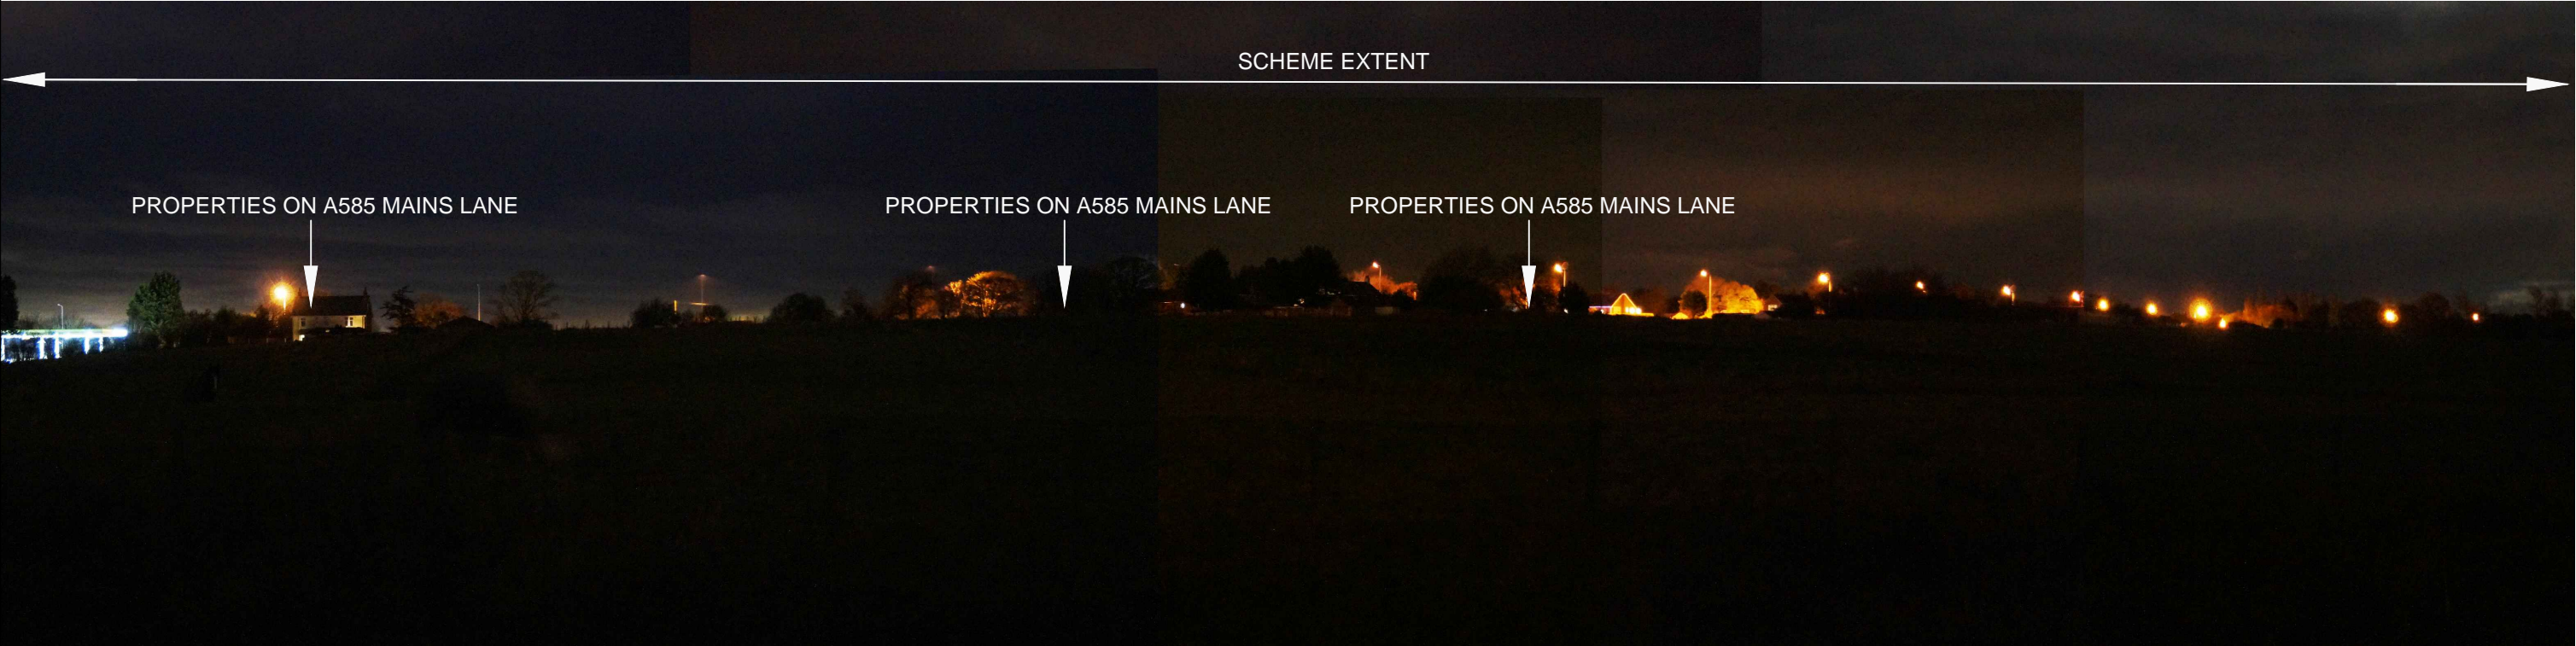 SCHEME EXTENT
PROPERTIES ON A585 MAINS LANE
PROPERTIES ON A585 MAINS LANE
PROPERTIES ON A585 MAINS LANE